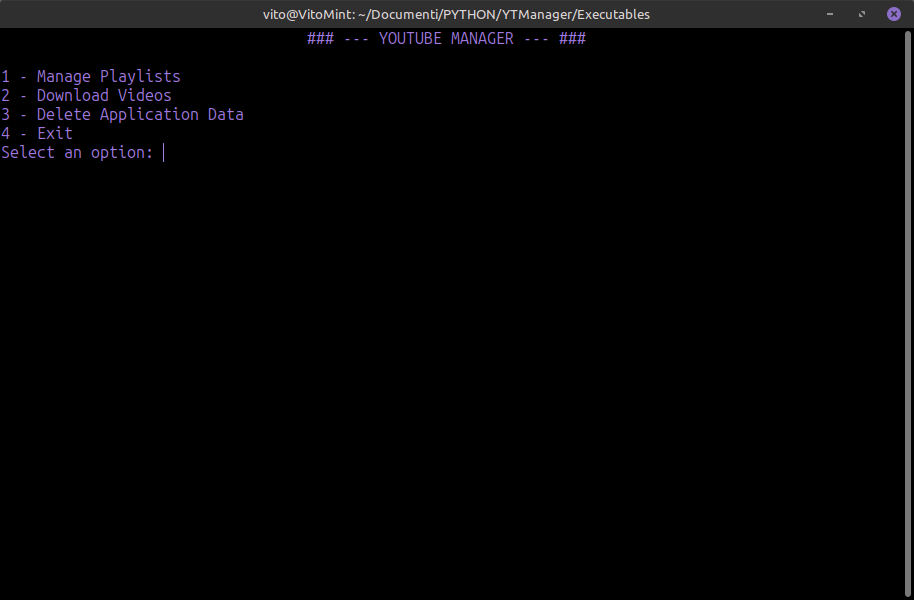 vito@VitoMint: ~/Documenti/PYTHON/YTManager/Executables
### --- YOUTUBE MANAGER --- ###
1 - Manage Playlists
2 - Download Videos
3 - Delete Application Data
4 - Exit
Select an option: